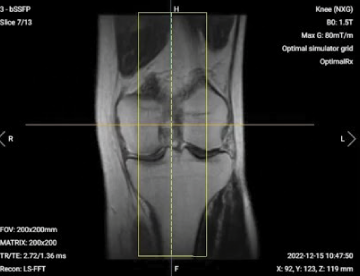 3 - bSSFP
Slice 7/13
H
Knee (NXG)
B0: 1.5T
Max G: 80mT/m
Optimal simulator grid
OptimalRx
R
L
FOV: 200x200mm
MATRIX: 200x200
TR/TE: 2.72/1.36 ms
Recon: LS-FFT
F
2022-12-15 10:47:50
X: 92, Y: 123, Z: 119 mm